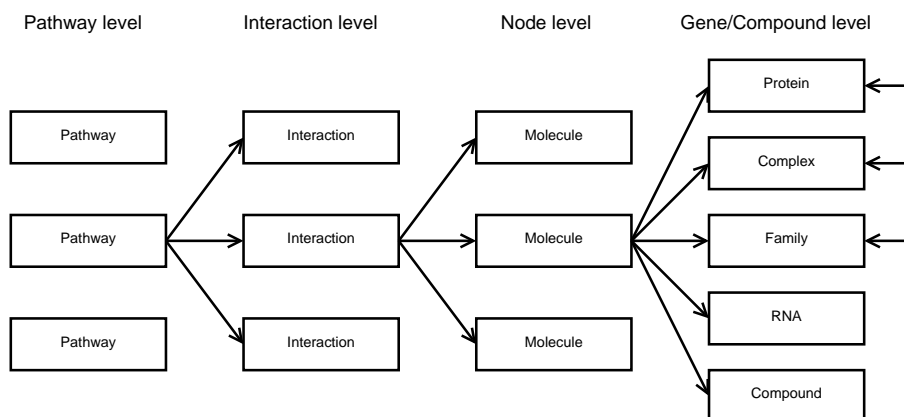 Pathway level
Interaction level
Node level
Gene/Compound level
Protein
Pathway
Interaction
Molecule
Complex
Pathway
Interaction
Molecule
Family
RNA
Pathway
Interaction
Molecule
Compound